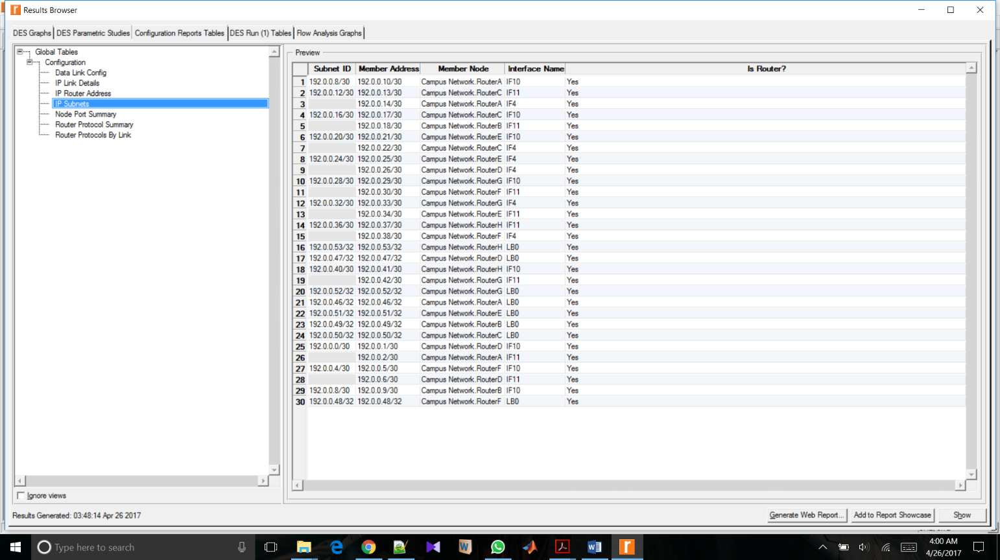 Results Browser
DES Graphs DES Parametric Studies Configuration Reports Tables DES Run (1) Tables Flow Analysis Graphs
Global Tables
Configuration
Data Link Config
IP Link Details
IP Router Address
IP Subnets
Node Port Summary
Router Protocol Summary
Router Protocols By Link
Ignore views
Preview
Subnet ID Member Address Member Node Interface Name Is Router?
1 192.0.0.8/30 192.0.0.10/30 Campus Network.RouterA IF10 Yes
2 192.0.0.12/30 192.0.0.13/30 Campus Network.RouterC IF11 Yes
3 192.0.0.14/30 Campus Network.RouterA IF4 Yes
4 192.0.0.16/30 192.0.0.17/30 Campus Network.RouterC IF10 Yes
5 192.0.0.18/30 Campus Network.RouterB IF11 Yes
6 192.0.0.20/30 192.0.0.21/30 Campus Network.RouterE IF10 Yes
7 192.0.0.22/30 Campus Network.RouterC IF4 Yes
8 192.0.0.24/30 192.0.0.25/30 Campus Network.RouterE IF4 Yes
9 192.0.0.26/30 Campus Network.RouterD IF4 Yes
10 192.0.0.28/30 192.0.0.29/30 Campus Network.RouterG IF10 Yes
11 192.0.0.30/30 Campus Network.RouterF IF11 Yes
12 192.0.0.32/30 192.0.0.33/30 Campus Network.RouterG IF4 Yes
13 192.0.0.34/30 Campus Network.RouterE IF11 Yes
14 192.0.0.36/30 192.0.0.37/30 Campus Network.RouterH IF11 Yes
15 192.0.0.38/30 Campus Network.RouterF IF4 Yes
16 192.0.0.53/32 192.0.0.53/32 Campus Network.RouterH LB0 Yes
17 192.0.0.47/32 192.0.0.47/32 Campus Network.RouterD LB0 Yes
18 192.0.0.40/30 192.0.0.41/30 Campus Network.RouterH IF10 Yes
19 192.0.0.42/30 Campus Network.RouterG IF11 Yes
20 192.0.0.52/32 192.0.0.52/32 Campus Network.RouterG LB0 Yes
21 192.0.0.46/32 192.0.0.46/32 Campus Network.RouterA LB0 Yes
22 192.0.0.51/32 192.0.0.51/32 Campus Network.RouterE LB0 Yes
23 192.0.0.49/32 192.0.0.49/32 Campus Network.RouterB LB0 Yes
24 192.0.0.50/32 192.0.0.50/32 Campus Network.RouterC LB0 Yes
25 192.0.0.0/30 192.0.0.1/30 Campus Network.RouterD IF10 Yes
26 192.0.0.2/30 Campus Network.RouterA IF11 Yes
27 192.0.0.4/30 192.0.0.5/30 Campus Network.RouterF IF10 Yes
28 192.0.0.6/30 Campus Network.RouterD IF11 Yes
29 192.0.0.8/30 192.0.0.9/30 Campus Network.RouterB IF10 Yes
30 192.0.0.48/32 192.0.0.48/32 Campus Network.RouterF LB0 Yes
Results Generated: 03:48:14 Apr 26 2017
Generate Web Report... Add to Report Showcase Show
Type here to search
4:00 AM
4/26/2017